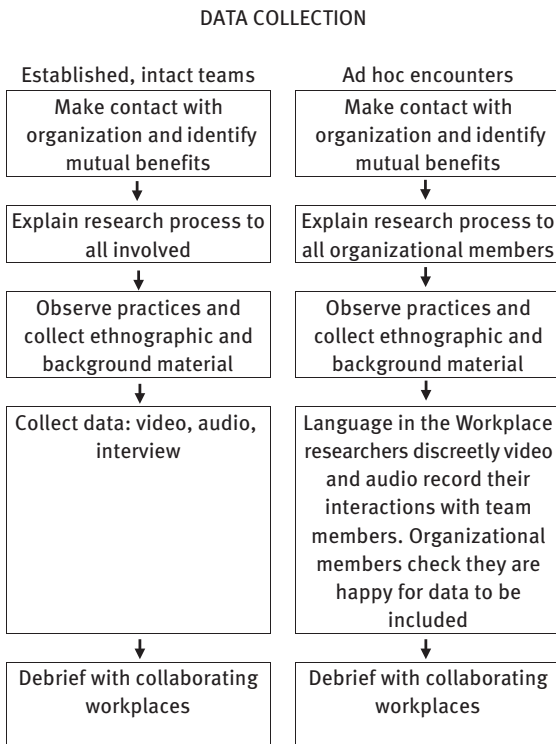 DATA COLLECTION
Established, intact teams
Make contact with
organization and identify
mutual benefits
Explain research process to
all involved
Observe practices and
collect ethnographic and
background material
Collect data: video, audio,
interview
Debrief with collaborating
workplaces
Ad hoc encounters
Make contact with
organization and identify
mutual benefits
Explain research process to
all organizational members
Observe practices and
collect ethnographic and
background material
Language in the Workplace
researchers discreetly video
and audio record their
interactions with team
members. Organizational
members check they are
happy for data to be
included
Debrief with collaborating
workplaces